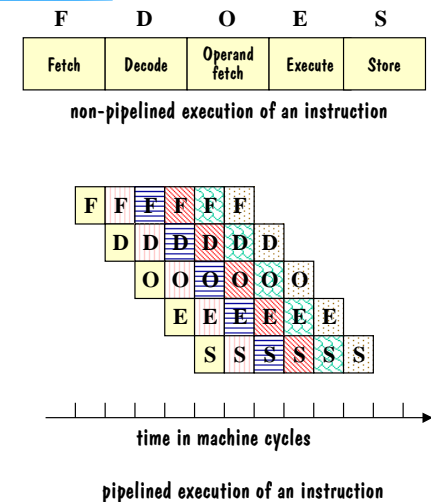 F D O E S
Fetch Decode Operand fetch Execute Store
non-pipelined execution of an instruction
F F F F F F
D D D D D D
O O O O O O
E E E E E E
S S S S S S
time in machine cycles
pipelined execution of an instruction